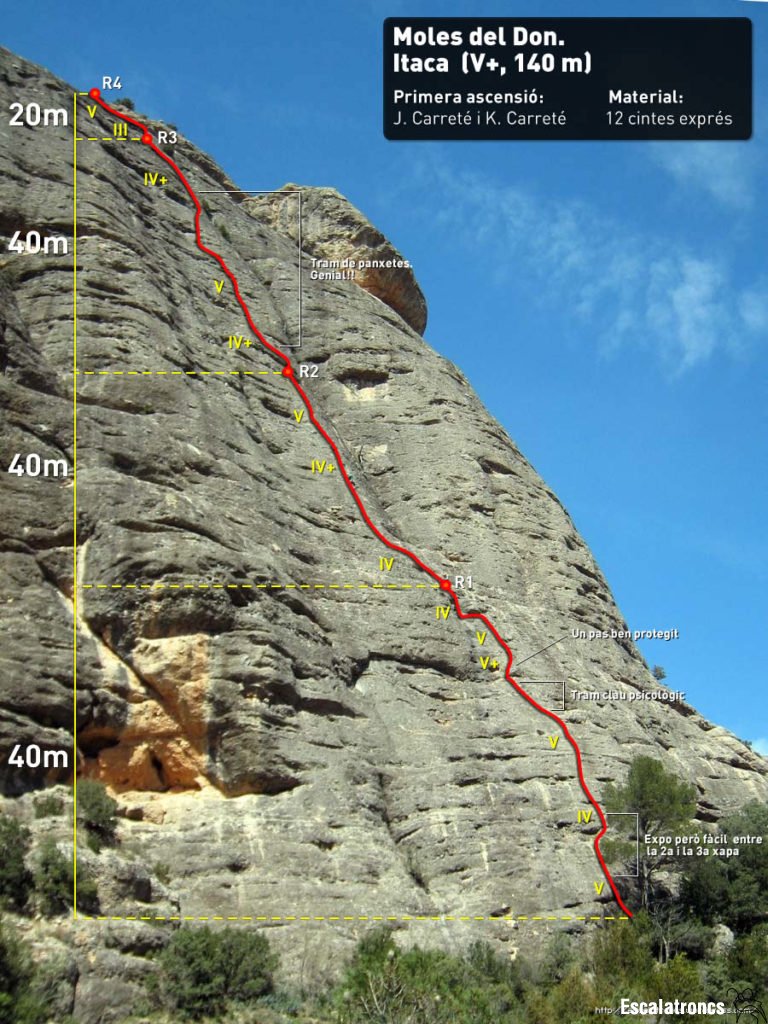 Moles del Don.
Itaca (V+, 140 m)
Primera ascensió: Material:
J. Carreté i K. Carreté 12 cintes exprés
R4
V
20m
III
R3
IV+
40m
Tram de panxetes.
Genial!!
V
IV+
R2
V
40m
IV+
IV
R1
IV
V
Un pas ben protegit
V+
Tram clau psicològic
V
40m
IV
Expo però fàcil entre
la 2a i la 3a xapa
V
Escalatroncs